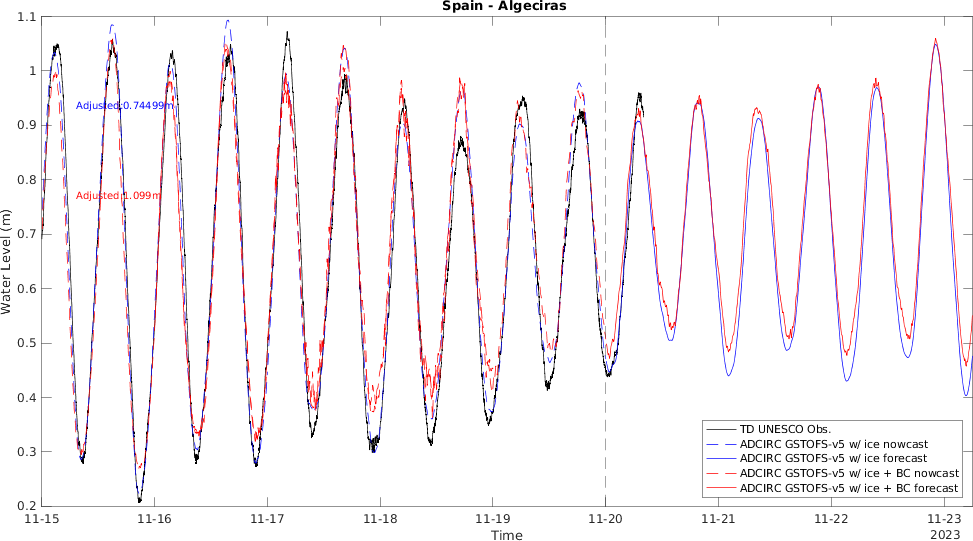 Spain - Algeciras
1.1
1
0.9
0.8
0.7
0.6
0.5
0.4
0.3
0.2
Water Level (m)
Adjusted:0.74499m
Adjusted:1.099m
TD UNESCO Obs.
ADCIRC GSTOFS-v5 w/ ice nowcast
ADCIRC GSTOFS-v5 w/ ice forecast
ADCIRC GSTOFS-v5 w/ ice + BC nowcast
ADCIRC GSTOFS-v5 w/ ice + BC forecast
11-15 11-16 11-17 11-18 11-19 11-20 11-21 11-22 11-23
Time
2023